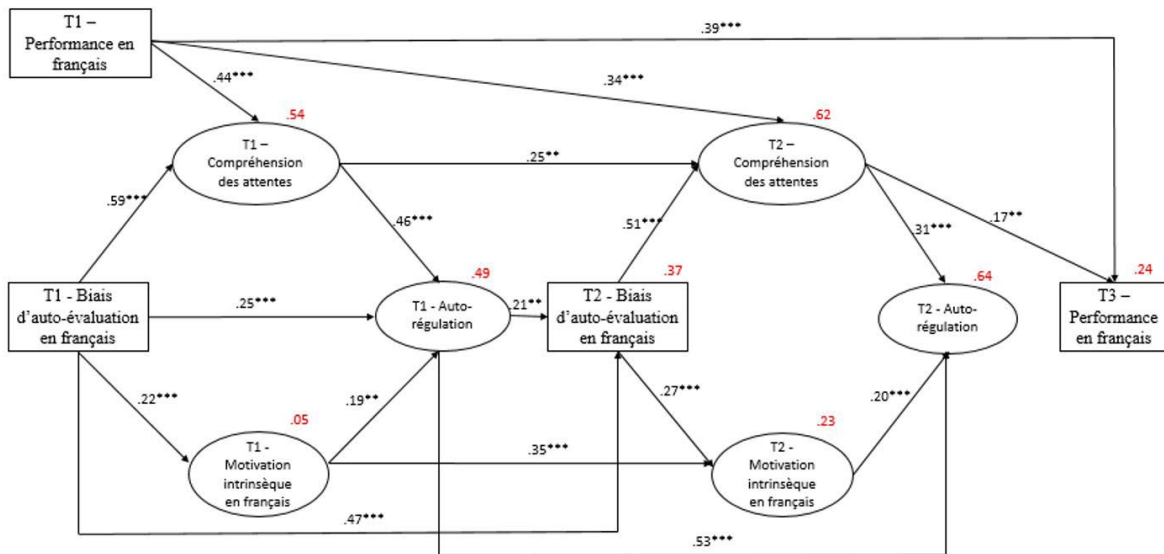 T1 –
Performance en
français
.39***
.44***
.34***
.54
.62
T1 –
Compréhension
des attentes
.25**
T2 –
Compréhension
des attentes
.59***
.46***
.51***
.31***
.17**
.49
.37
.64
.24
T1 - Biais
d’auto-évaluation
en français
.25***
T1 - Auto-
régulation
.21**
T2 - Biais
d’auto-évaluation
en français
T2 - Auto-
régulation
T3 –
Performance
en français
.22***
.19**
.27***
.20***
.05
.23
T1 -
Motivation
intrinsèque
en français
.35***
T2 -
Motivation
intrinsèque
en français
.47***
.53***